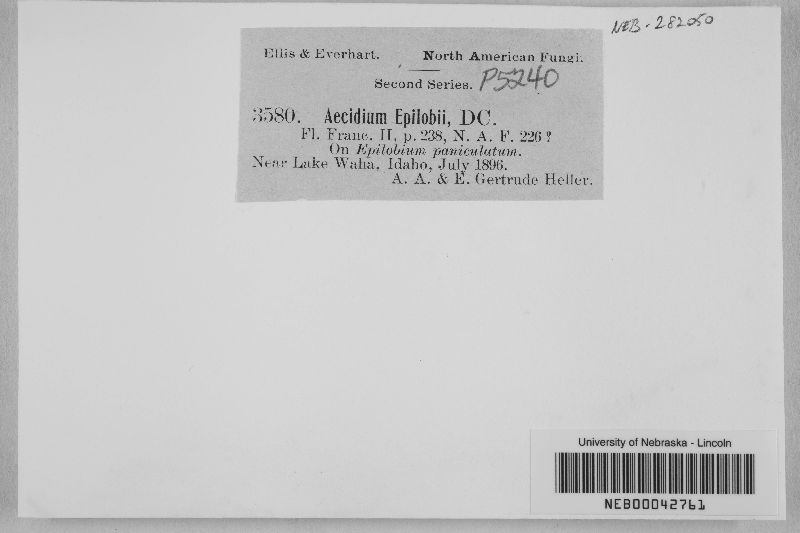 NEB-282050
Ellis & Everhart. North American Fungi.
Second Series. P55240
3580. Aecidium Epilobii, DC.
Fl. Franc. II, p. 238, N. A. F. 226 ?
On Epilobium paniculatum.
Near Lake Waha, Idaho, July 1896.
A. A. & E. Gertrude Heller.
University of Nebraska - Lincoln
NEB00042761